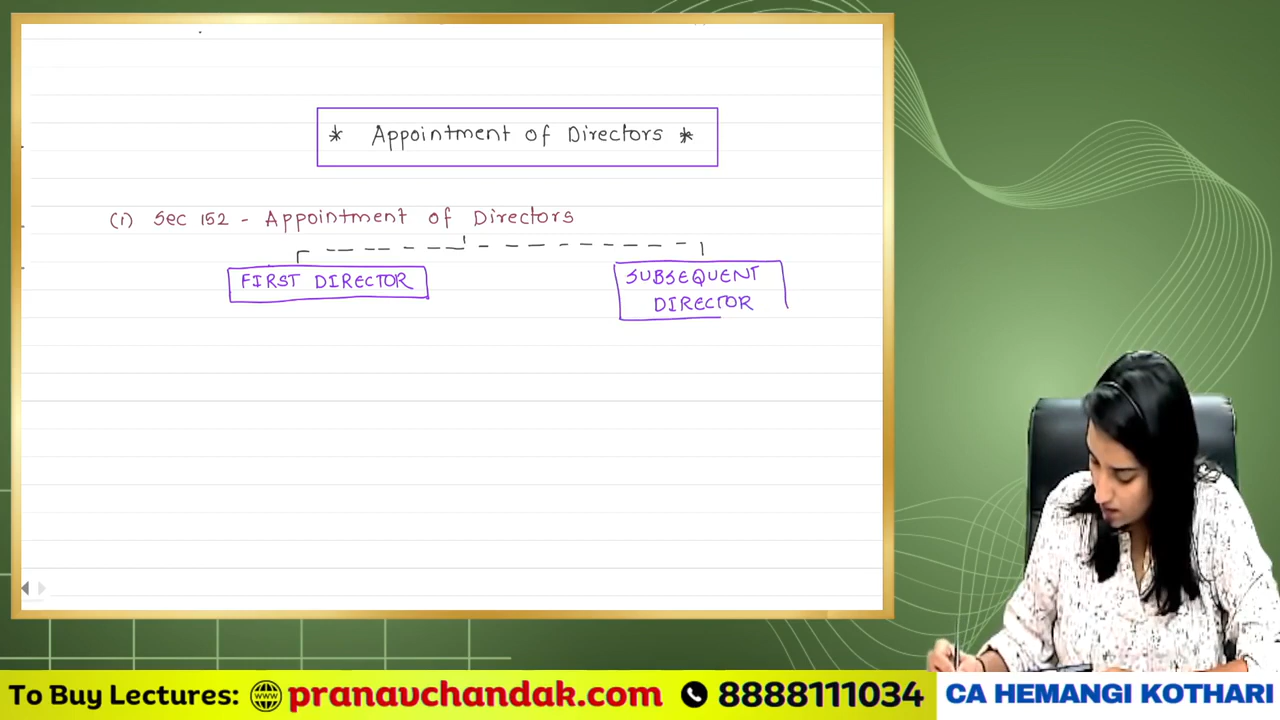 * Appointment of Directors *
(1) Sec 152 - Appointment of Directors
FIRST DIRECTOR
SUBSEQUENT
DIRECTOR
To Buy Lectures: pranavchandak.com 8888111034 CA HEMANGI KOTHARI